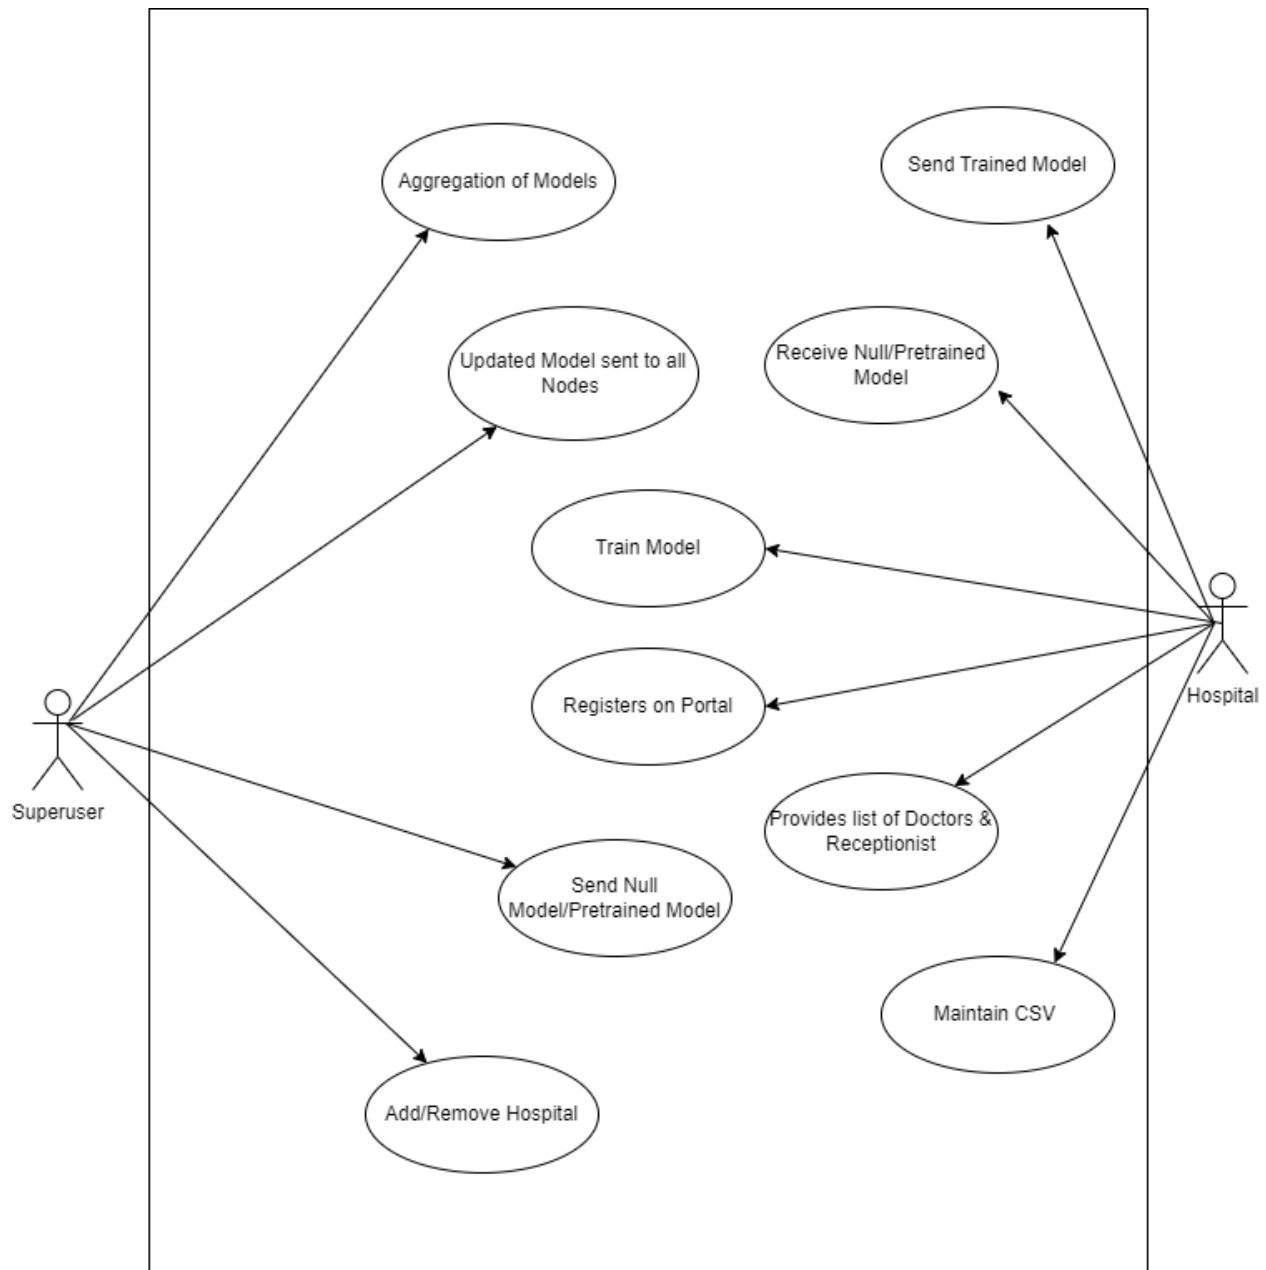 Aggregation of Models
Send Trained Model
Updated Model sent to all
Nodes
Receive Null/Pretrained
Model
Train Model
Registers on Portal
Hospital
Superuser
Provides list of Doctors &
Receptionist
Send Null
Model/Pretrained Model
Maintain CSV
Add/Remove Hospital